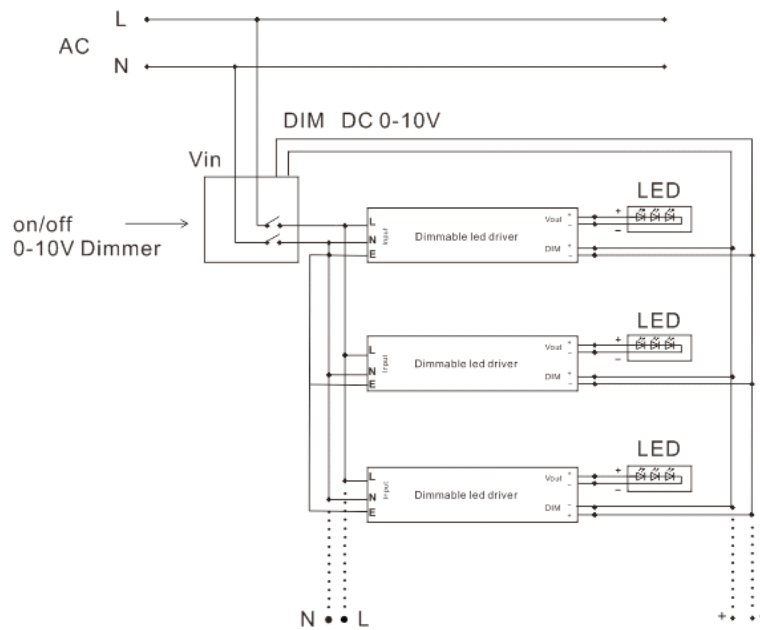 L
AC
N
DIM DC 0-10V
Vin
on/off
0-10V Dimmer
LED
L
N
E
Input
Dimmable led driver
Vout + −
DIM + −
+
−
LED
L
N
E
Input
Dimmable led driver
Vout + −
DIM + −
+
−
LED
L
N
E
Input
Dimmable led driver
Vout + −
DIM − +
+
−
N L
+